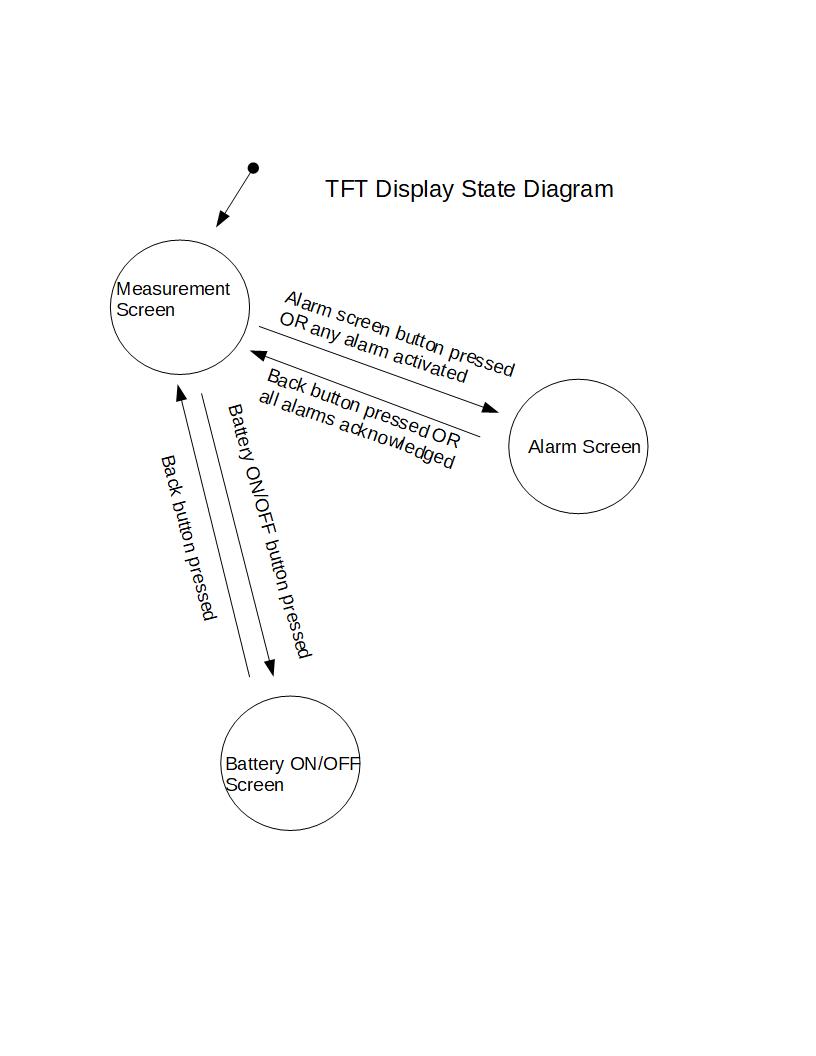 TFT Display State Diagram
Measurement
Screen
Alarm screen button pressed
OR any alarm activated
Back button pressed OR
all alarms acknowledged
Alarm Screen
Battery ON/OFF button pressed
Back button pressed
Battery ON/OFF
Screen